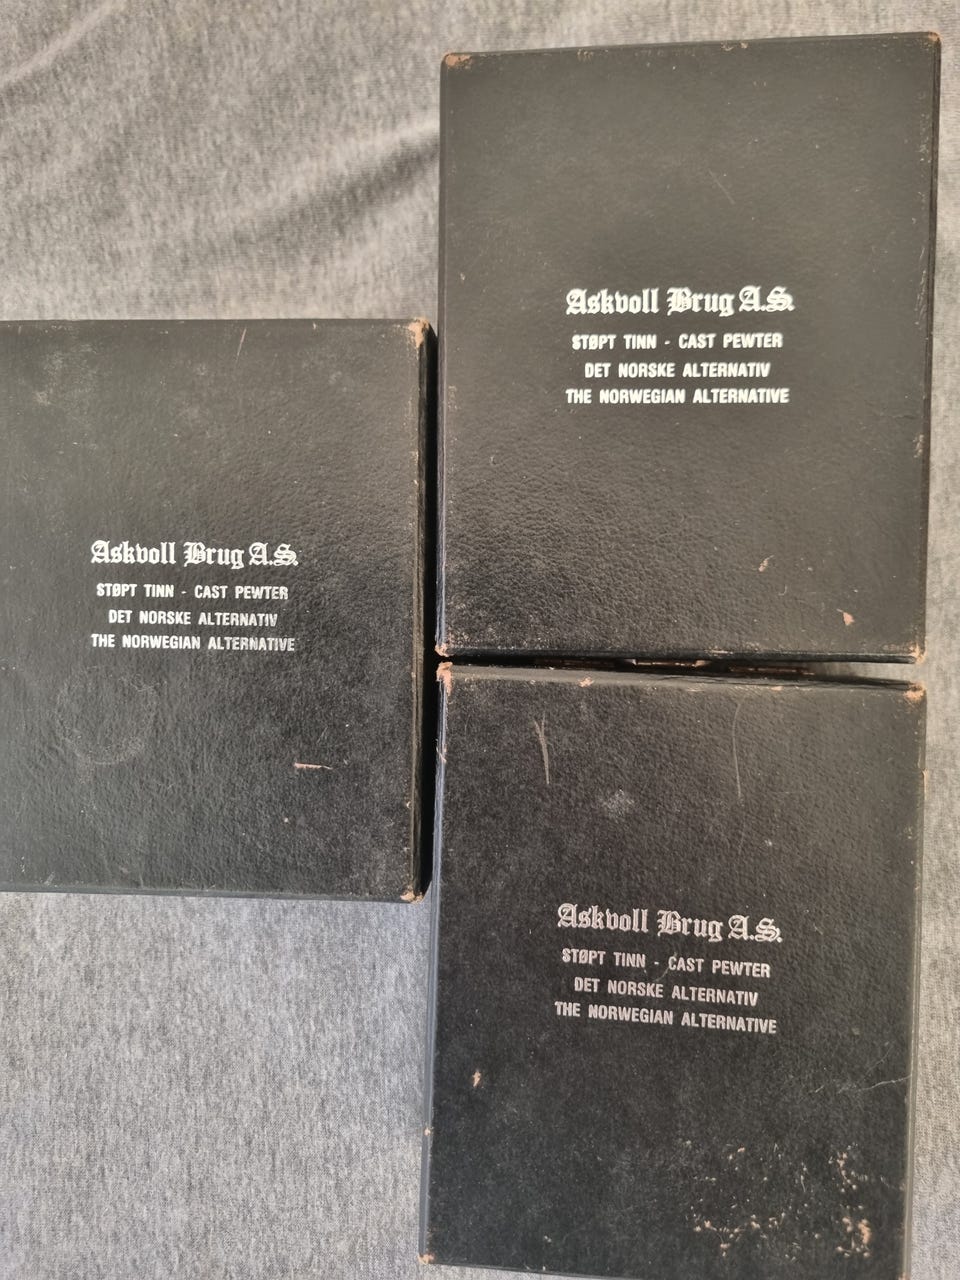 Askvoll Brug A.S.
STØPT TINN - CAST PEWTER
DET NORSKE ALTERNATIV
THE NORWEGIAN ALTERNATIVE
Askvoll Brug A.S.
STØPT TINN - CAST PEWTER
DET NORSKE ALTERNATIV
THE NORWEGIAN ALTERNATIVE
Askvoll Brug A.S.
STØPT TINN - CAST PEWTER
DET NORSKE ALTERNATIV
THE NORWEGIAN ALTERNATIVE